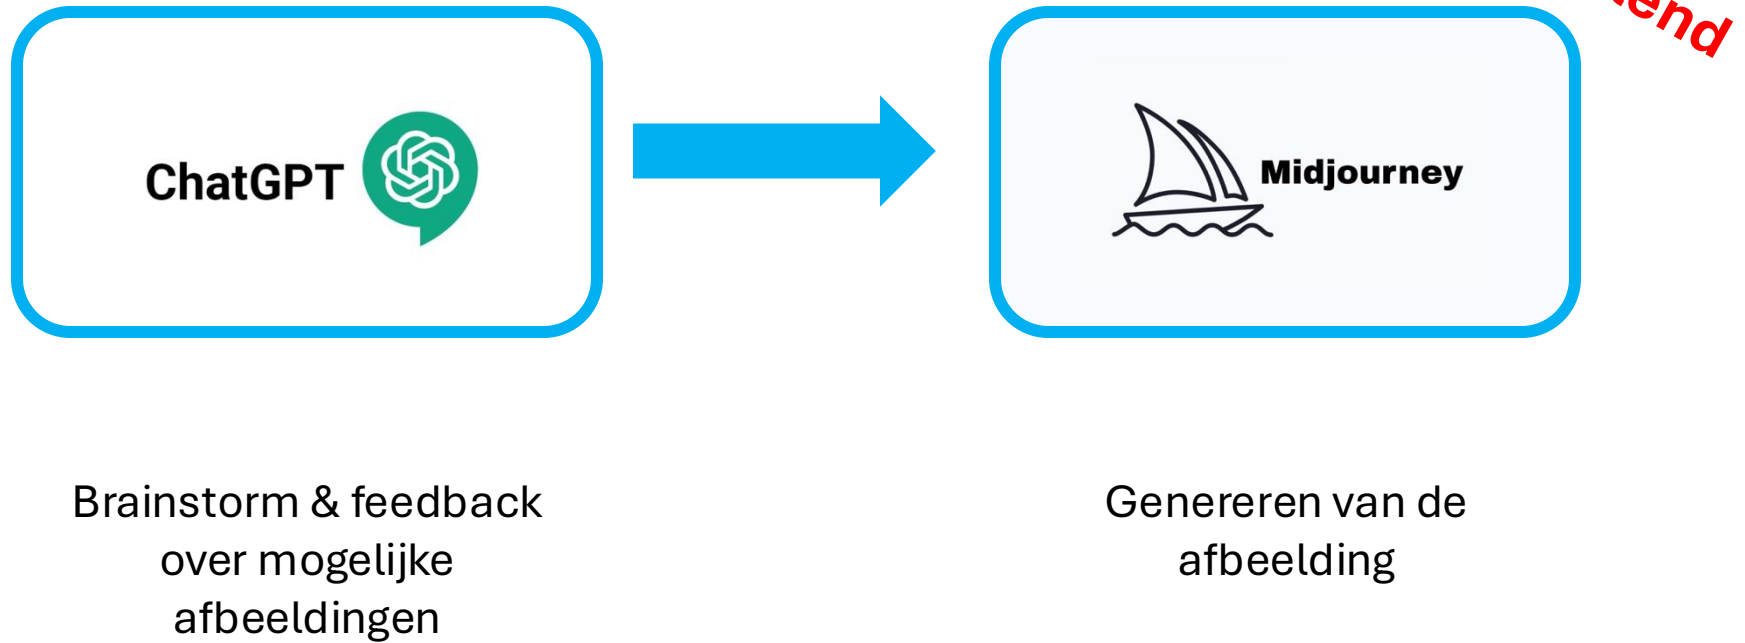 ChatGPT
Midjourney
Brainstorm & feedback
over mogelijke
afbeeldingen
Genereren van de
afbeelding